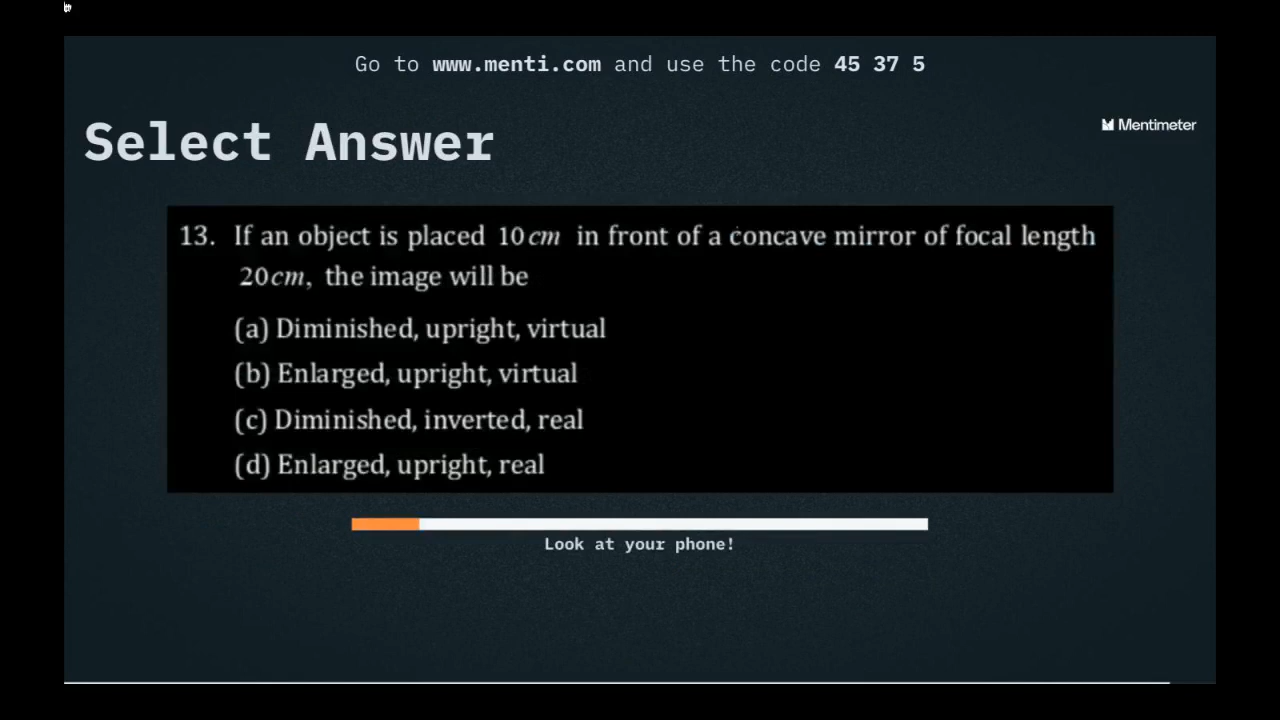 Go to www.menti.com and use the code 45 37 5
Select Answer
Mentimeter
13. If an object is placed 10 cm in front of a concave mirror of focal length
20cm, the image will be
(a) Diminished, upright, virtual
(b) Enlarged, upright, virtual
(c) Diminished, inverted, real
(d) Enlarged, upright, real
Look at your phone!